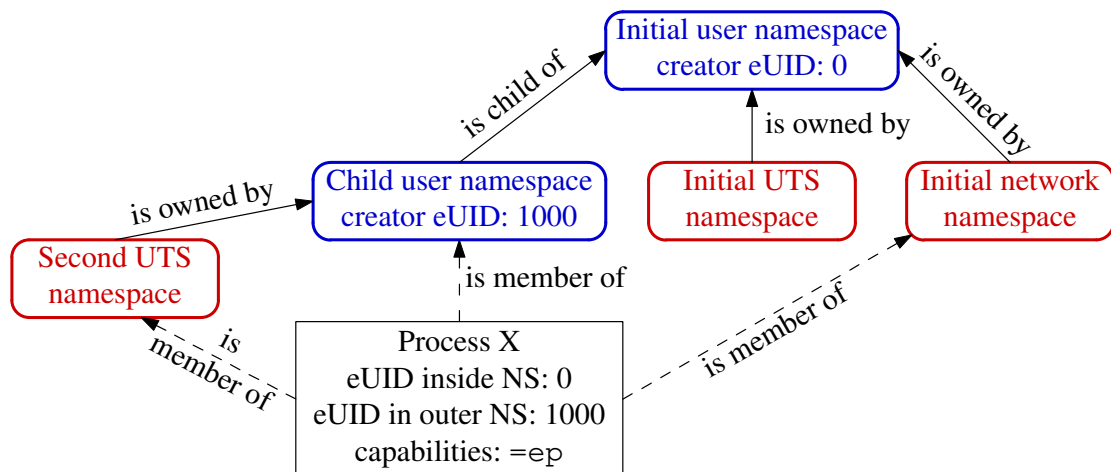 Initial user namespace
creator eUID: 0
is child of
is owned by
is owned by
Child user namespace
creator eUID: 1000
Initial UTS
namespace
Initial network
namespace
is owned by
Second UTS
namespace
is member of
is
member of
is member of
Process X
eUID inside NS: 0
eUID in outer NS: 1000
capabilities: =ep